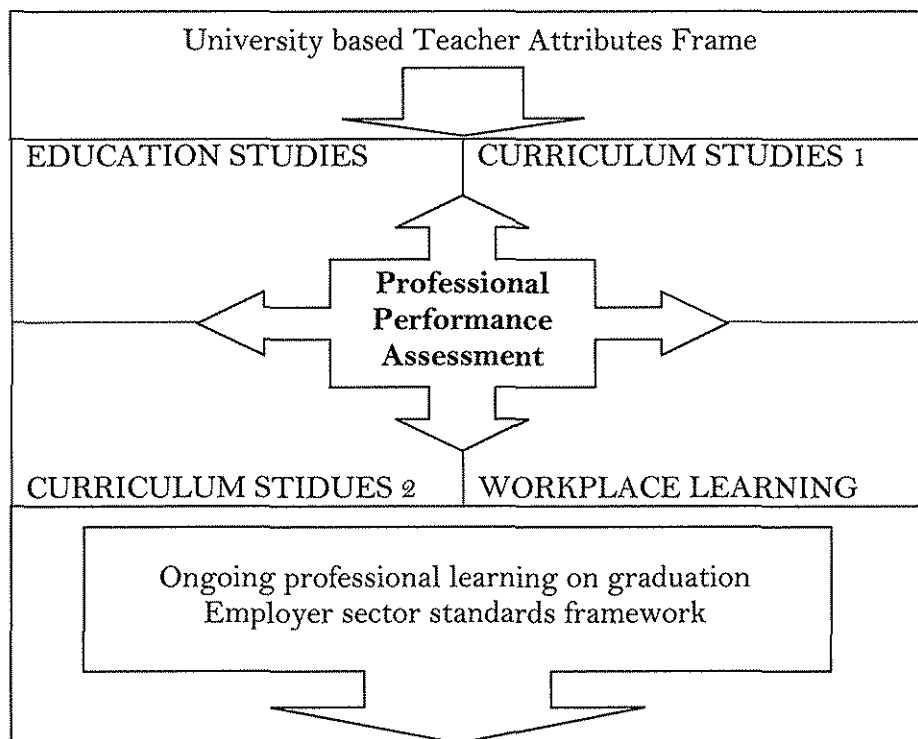 University based Teacher Attributes Frame
EDUCATION STUDIES
CURRICULUM STUDIES 1
Professional
Performance
Assessment
CURRICULUM STIDUES 2
WORKPLACE LEARNING
Ongoing professional learning on graduation
Employer sector standards framework